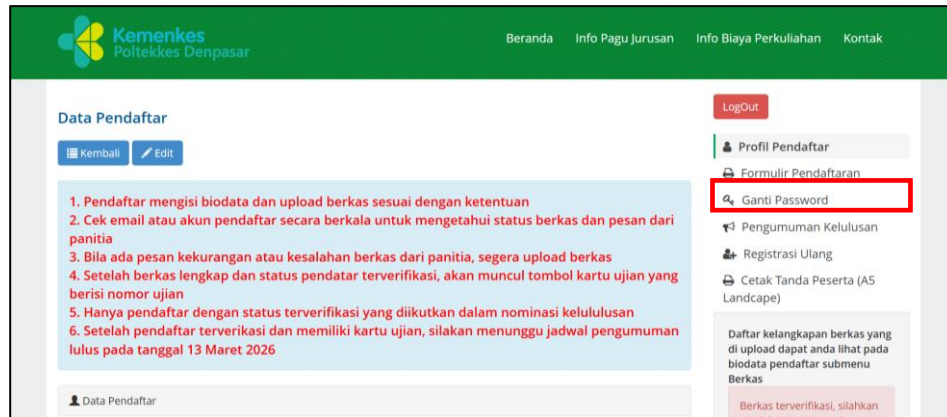 Kemenkes
Poltekkes Denpasar
Beranda Info Pagu Jurusan Info Biaya Perkuliahan Kontak
Data Pendaftar
Kembali Edit
1. Pendaftar mengisi biodata dan upload berkas sesuai dengan ketentuan
2. Cek email atau akun pendaftar secara berkala untuk mengetahui status berkas dan pesan dari
panitia
3. Bila ada pesan kekurangan atau kesalahan berkas dari panitia, segera upload berkas
4. Setelah berkas lengkap dan status pendatar terverifikasi, akan muncul tombol kartu ujian yang
berisi nomor ujian
5. Hanya pendaftar dengan status terverifikasi yang diikutkan dalam nominasi kelululusan
6. Setelah pendaftar terverikasi dan memiliki kartu ujian, silakan menunggu jadwal pengumuman
lulus pada tanggal 13 Maret 2026
Data Pendaftar
LogOut
Profil Pendaftar
Formulir Pendaftaran
Ganti Password
Pengumuman Kelulusan
Registrasi Ulang
Cetak Tanda Peserta (A5
Landcape)
Daftar kelangkapan berkas yang
di upload dapat anda lihat pada
biodata pendaftar submenu
Berkas
Berkas terverifikasi, silahkan